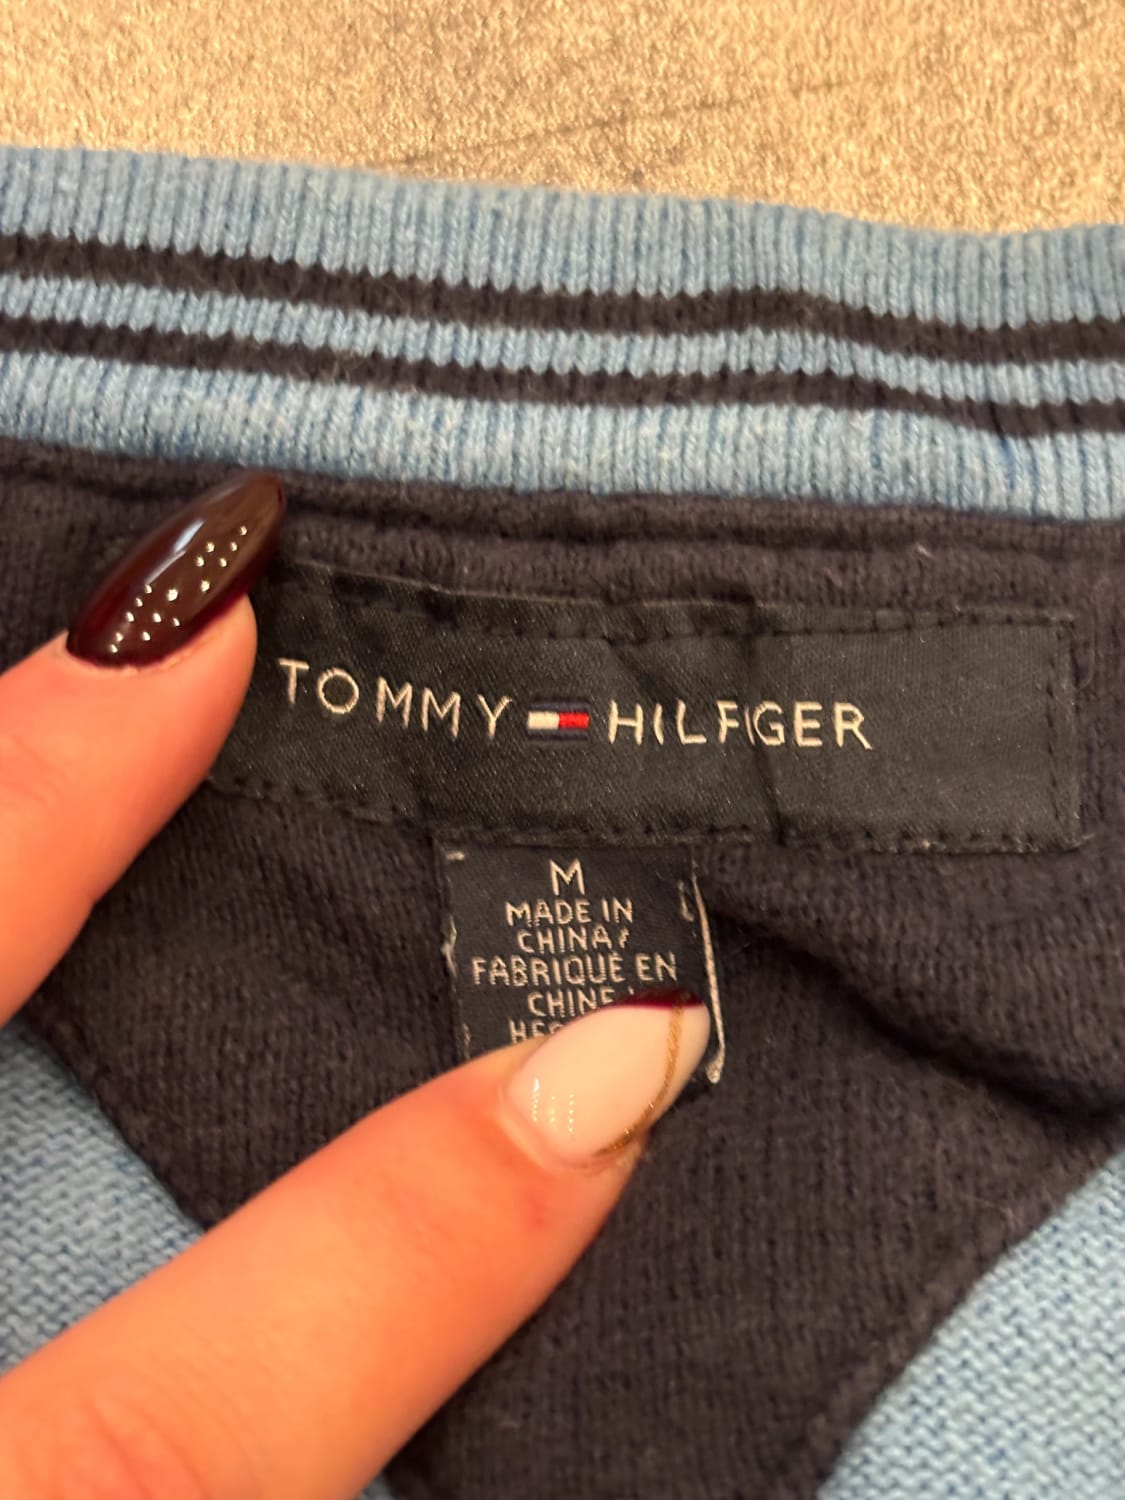 TOMMY HILFIGER
M
MADE IN
CHINA/
FABRIQUÉ EN
CHINE